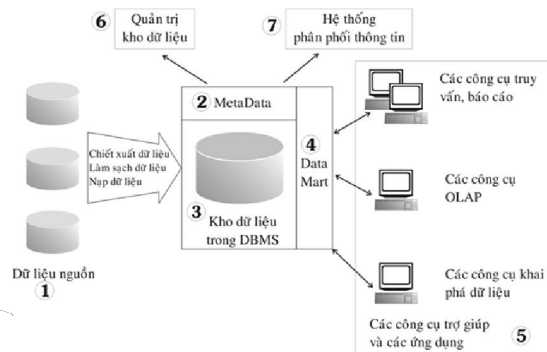 6
Quản trị
kho dữ liệu
7
Hệ thống
phân phối thông tin
2 MetaData
Chiết xuất dữ liệu
Làm sạch dữ liệu
Nạp dữ liệu
3
Kho dữ liệu
trong DBMS
4
Data
Mart
Các công cụ truy
vấn, báo cáo
Các công cụ
OLAP
Các công cụ khai
phá dữ liệu
Các công cụ trợ giúp
và các ứng dụng
5
Dữ liệu nguồn
1